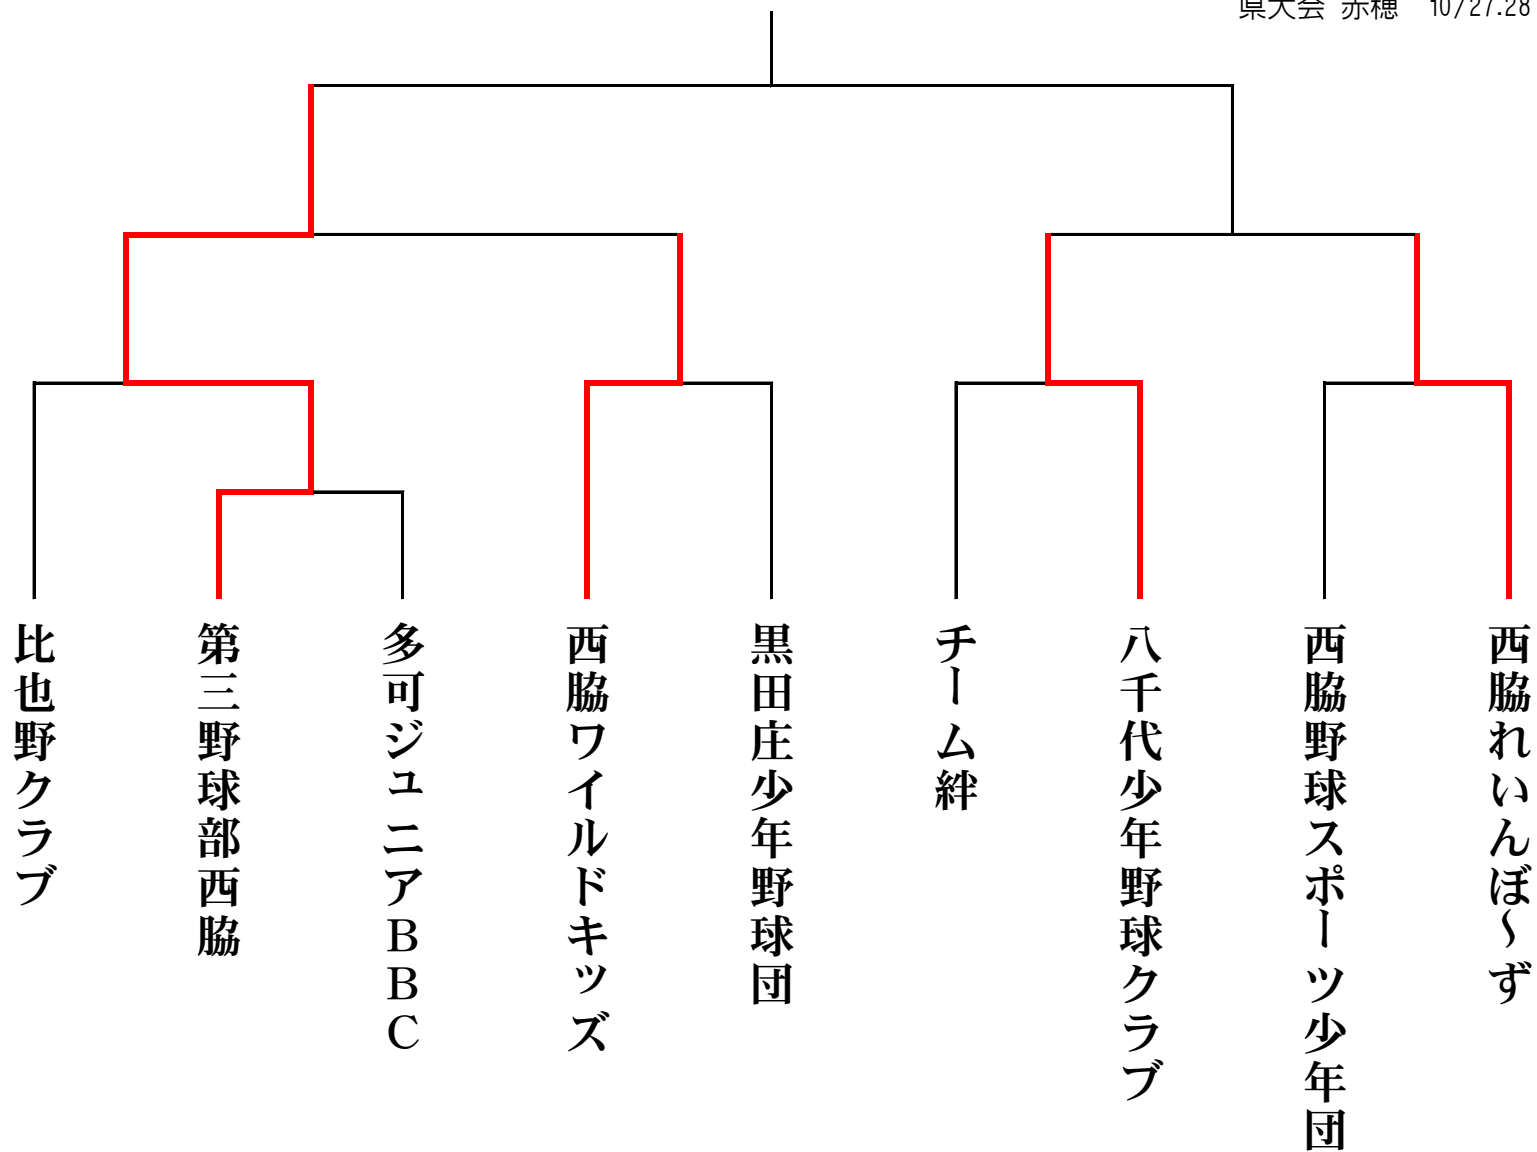 県大会 赤穂 10/27.28
比也野クラブ
第三野球部西脇
多可ジュニアＢＢＣ
西脇ワイルドキッズ
黒田庄少年野球団
チーム絆
八千代少年野球クラブ
西脇野球スポーツ少年団
西脇れいんぼ～ず